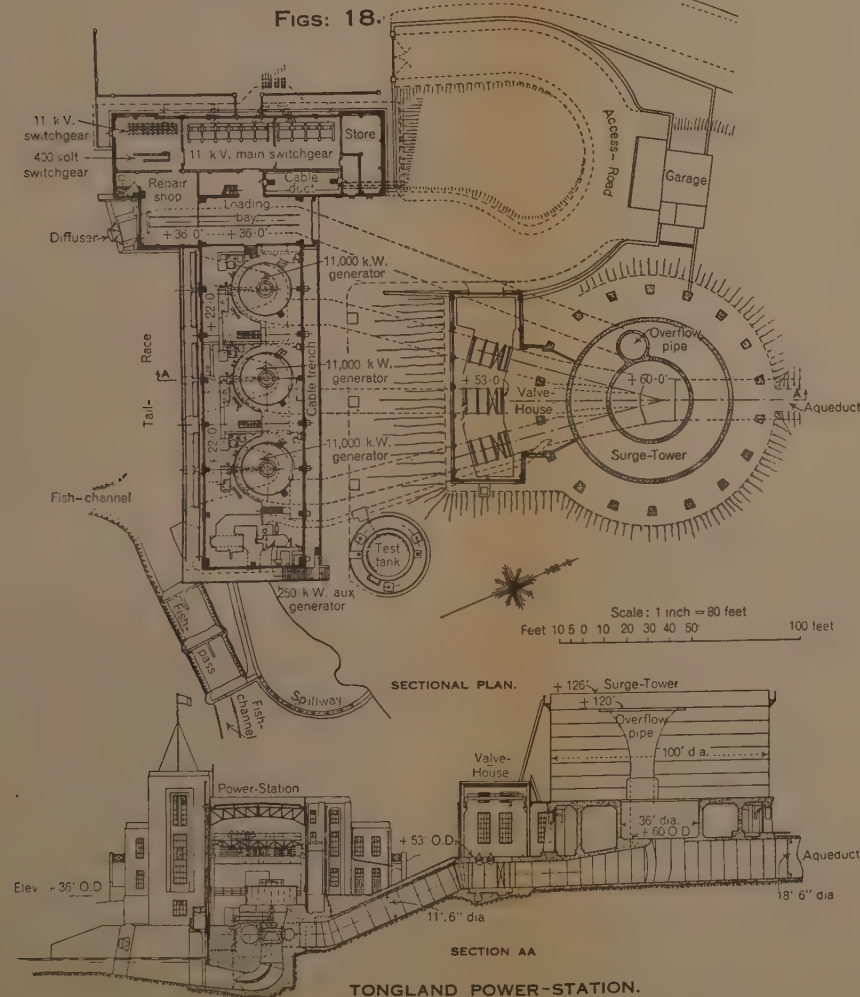 FIGS: 18.
11 kV.
switchgear
400 volt
switchgear
11 kV. main switchgear
Store
Repair
shop
Cable
duct
Loading
bay
+36·0' +36·0'
Diffuser
Access-Road
Garage
11,000 k.W.
generator
+22·0'
Tail-Race
A
11,000 k.W.
generator
Cable trench
+22·0'
11,000 k.W.
generator
+53·0
Valve-
House
Overflow
pipe
+60·0'
Surge-Tower
A
Aqueduct
Fish-channel
Test
tank
250 kW. aux
generator
Fish-
pass
Fish-
channel
Spillway
Scale: 1 inch = 80 feet
Feet 10 5 0 10 20 30 40 50 100 feet
SECTIONAL PLAN.
+126' Surge-Tower
+120'
Overflow
pipe
100' dia.
Valve-
House
Power-Station
36' dia.
+60 O.D
+53' O.D
Aqueduct
Elev +36' O.D
11'.6" dia
18' 6" dia
SECTION AA
TONGLAND POWER-STATION.